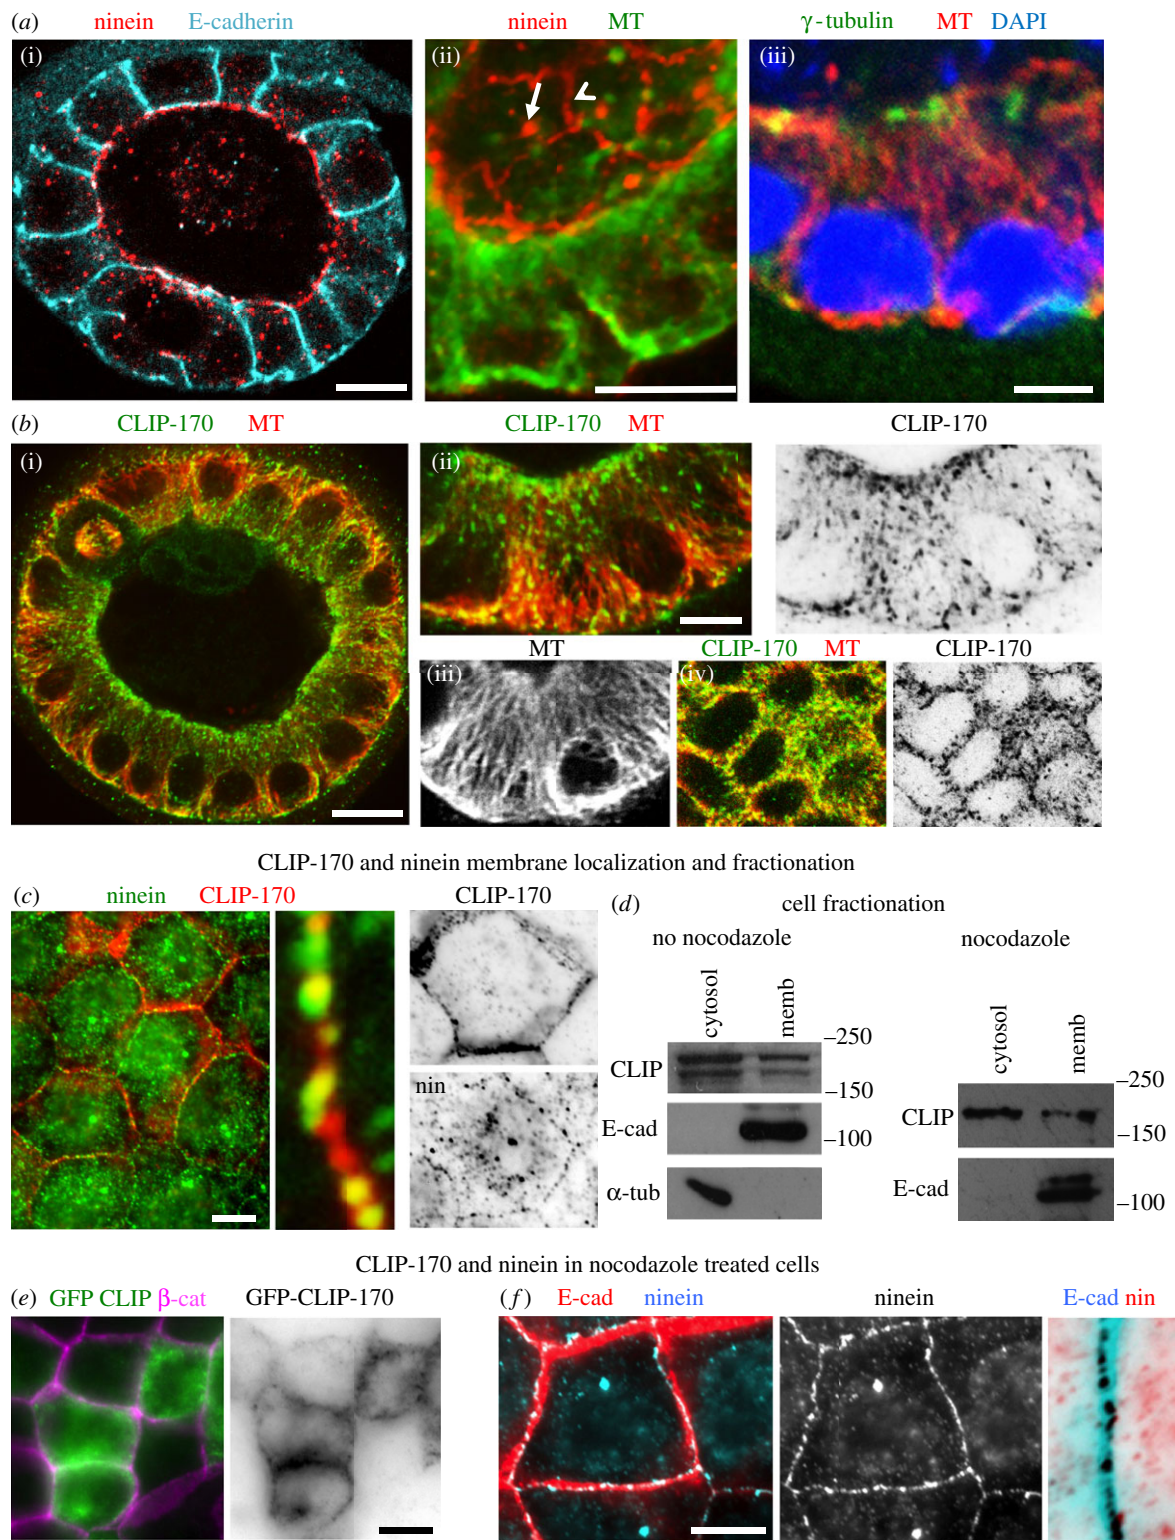 (a) ninein E-cadherin ninein MT γ-tubulin MT DAPI
(i) (ii) (iii)
(b) CLIP-170 MT CLIP-170 MT CLIP-170
(i) (ii)
MT CLIP-170 MT CLIP-170
(iii) (iv)
CLIP-170 and ninein membrane localization and fractionation
(c) ninein CLIP-170 CLIP-170
nin
(d) cell fractionation
no nocodazole nocodazole
cytosol memb
–250
CLIP
–150
E-cad –100
α-tub
cytosol memb
–250
CLIP
–150
E-cad –100
CLIP-170 and ninein in nocodazole treated cells
(e) GFP CLIP β-cat GFP-CLIP-170 (f) E-cad ninein ninein E-cad nin